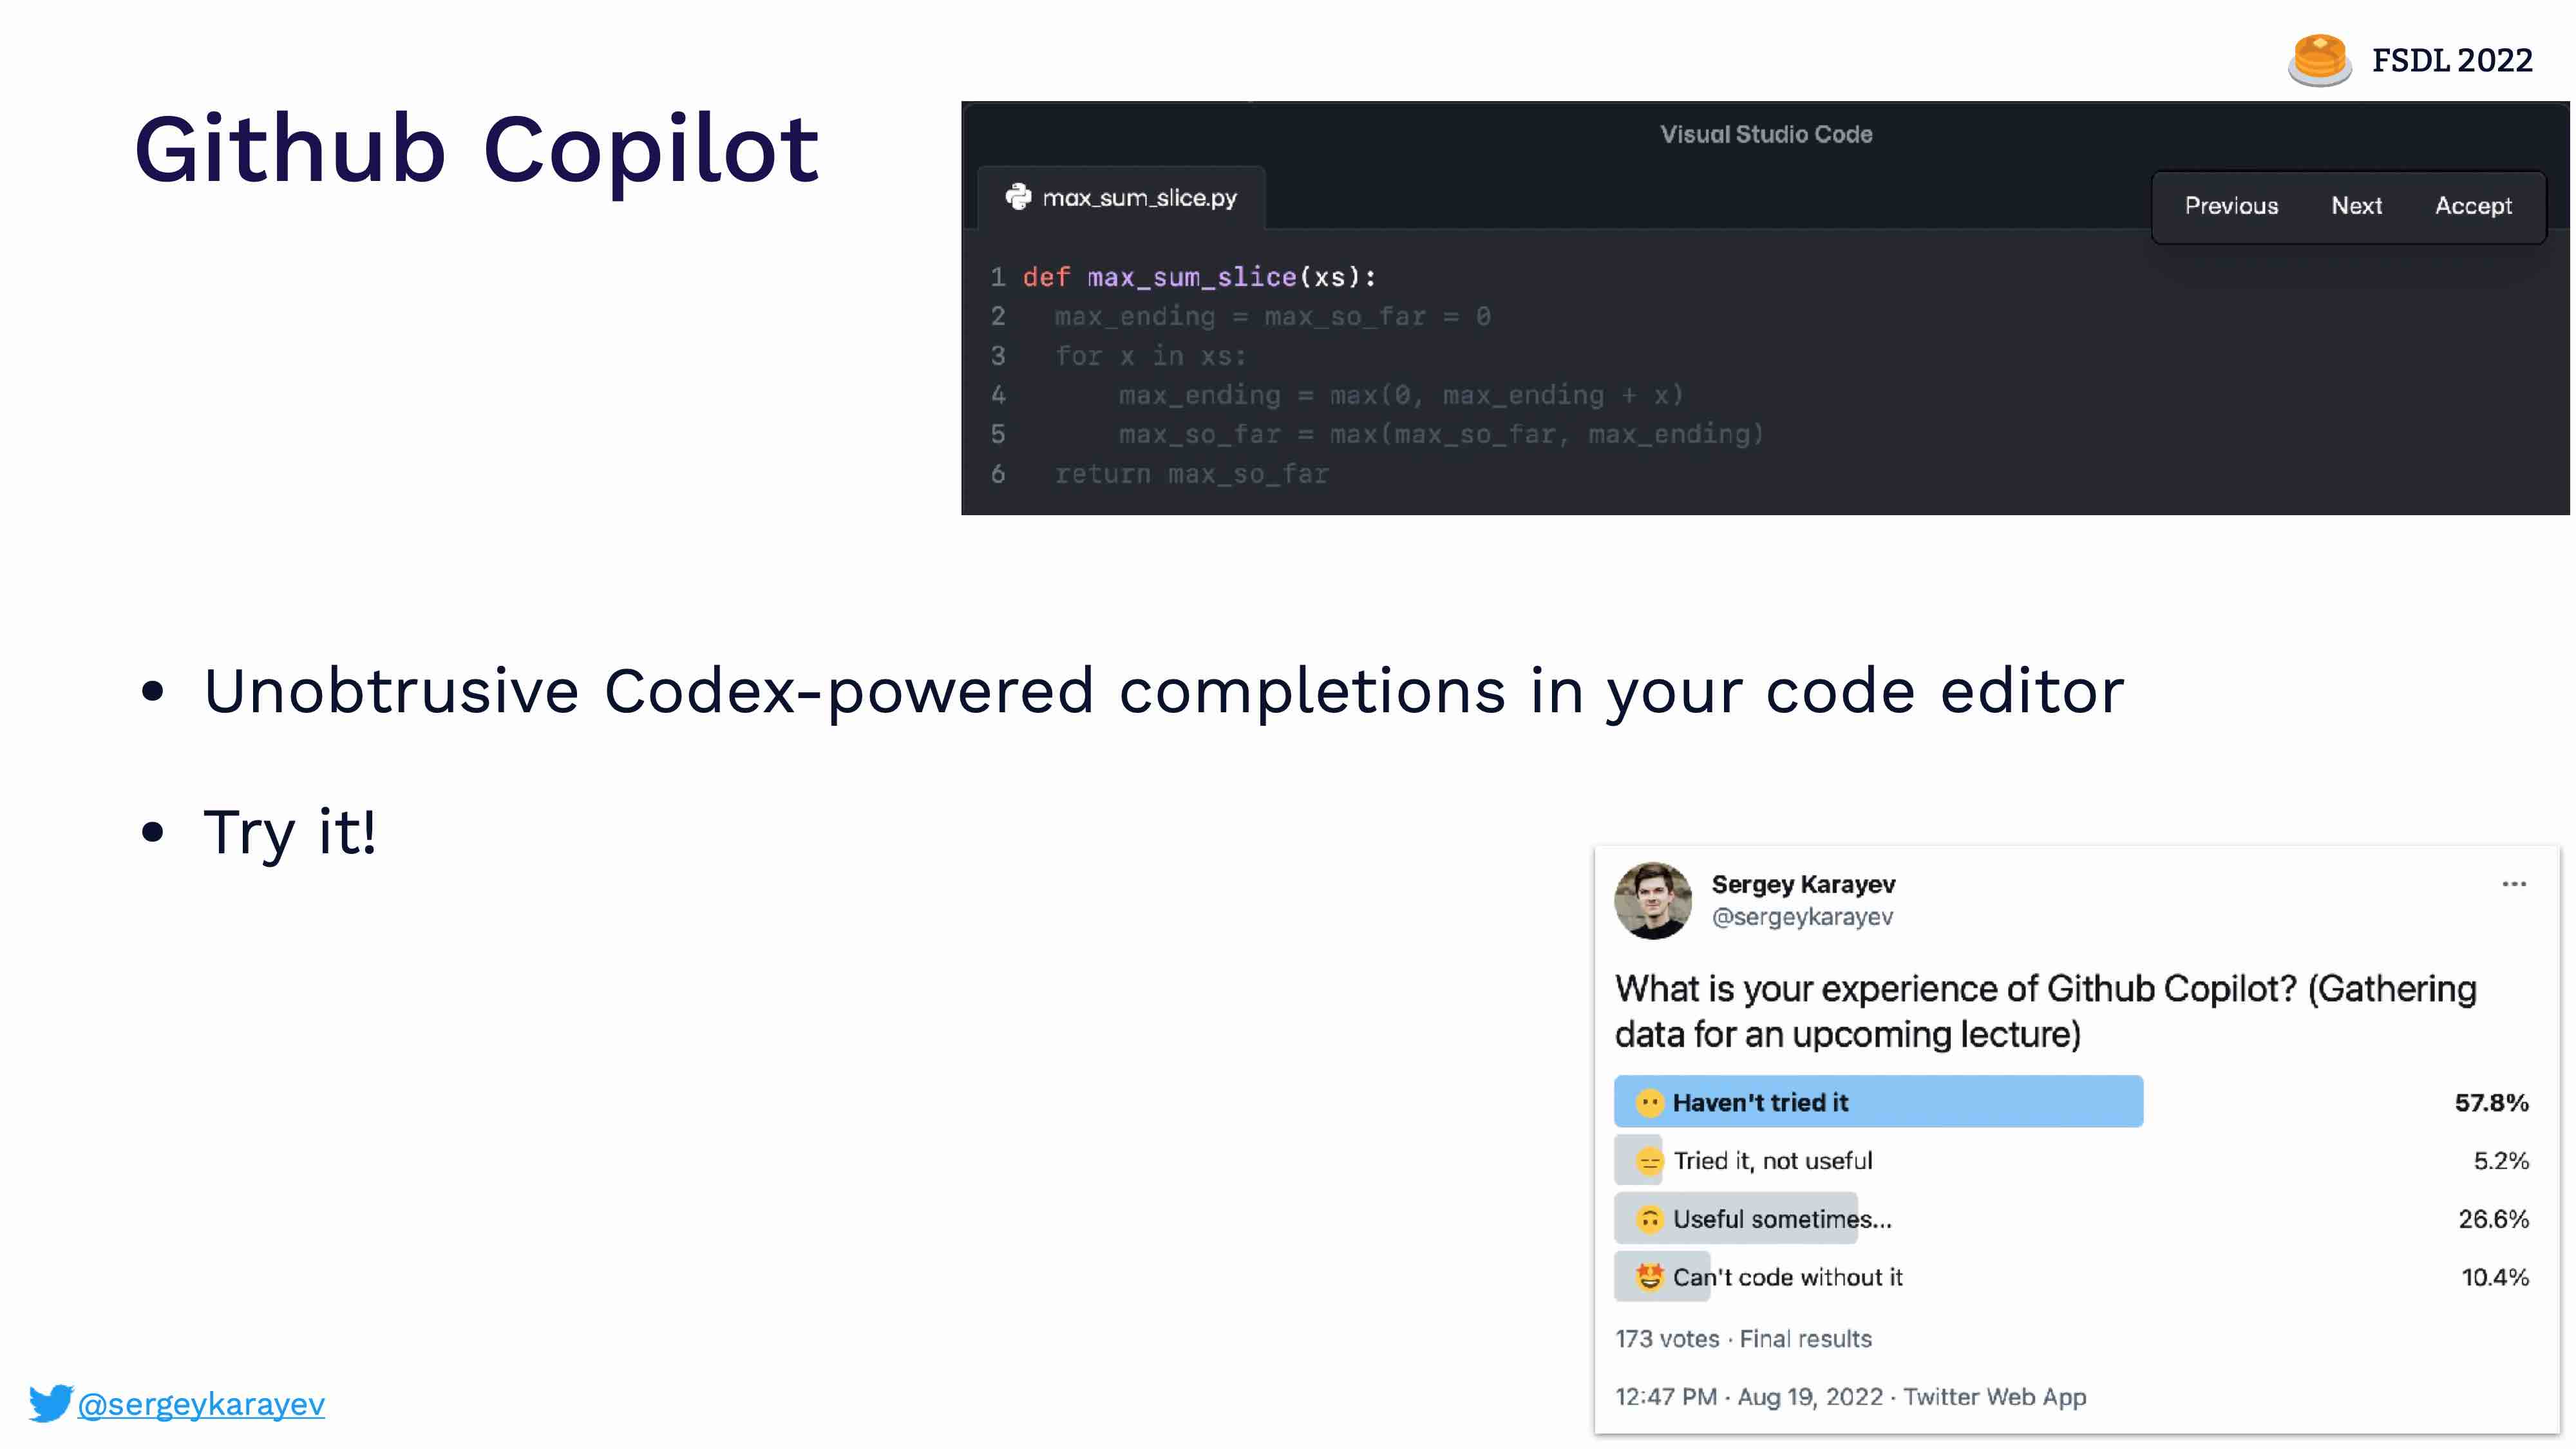 FSDL 2022
Github Copilot
Visual Studio Code
max_sum_slice.py
Previous Next Accept
1 def max_sum_slice(xs):
2 max_ending = max_so_far = 0
3 for x in xs:
4 max_ending = max(0, max_ending + x)
5 max_so_far = max(max_so_far, max_ending)
6 return max_so_far
• Unobtrusive Codex-powered completions in your code editor
• Try it!
Sergey Karayev
@sergeykarayev
What is your experience of Github Copilot? (Gathering
data for an upcoming lecture)
😶 Haven't tried it 57.8%
😑 Tried it, not useful 5.2%
🙃 Useful sometimes... 26.6%
🤩 Can't code without it 10.4%
173 votes · Final results
12:47 PM · Aug 19, 2022 · Twitter Web App
@sergeykarayev